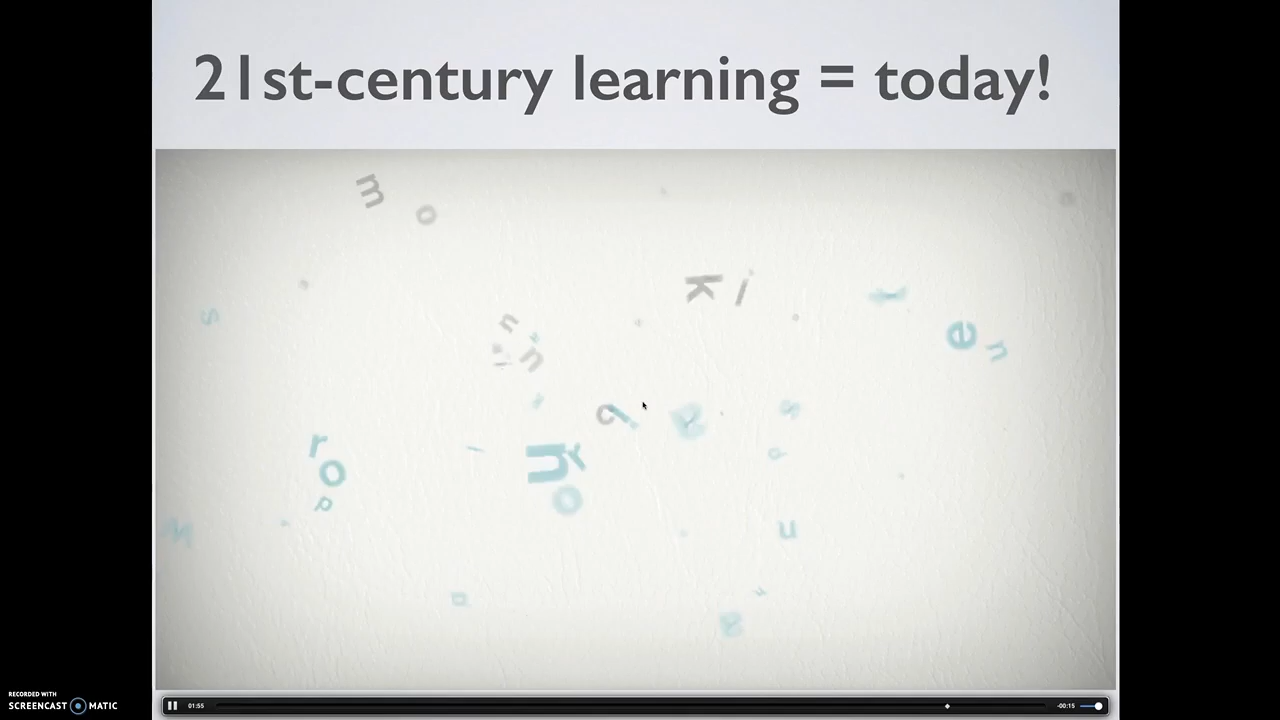 21st-century learning = today!
m
o
K i
s
n
n
e
n
c
s
r
o
u
r
o
p
n
RECORDED WITH
SCREENCAST MATIC
01:55
-00:15